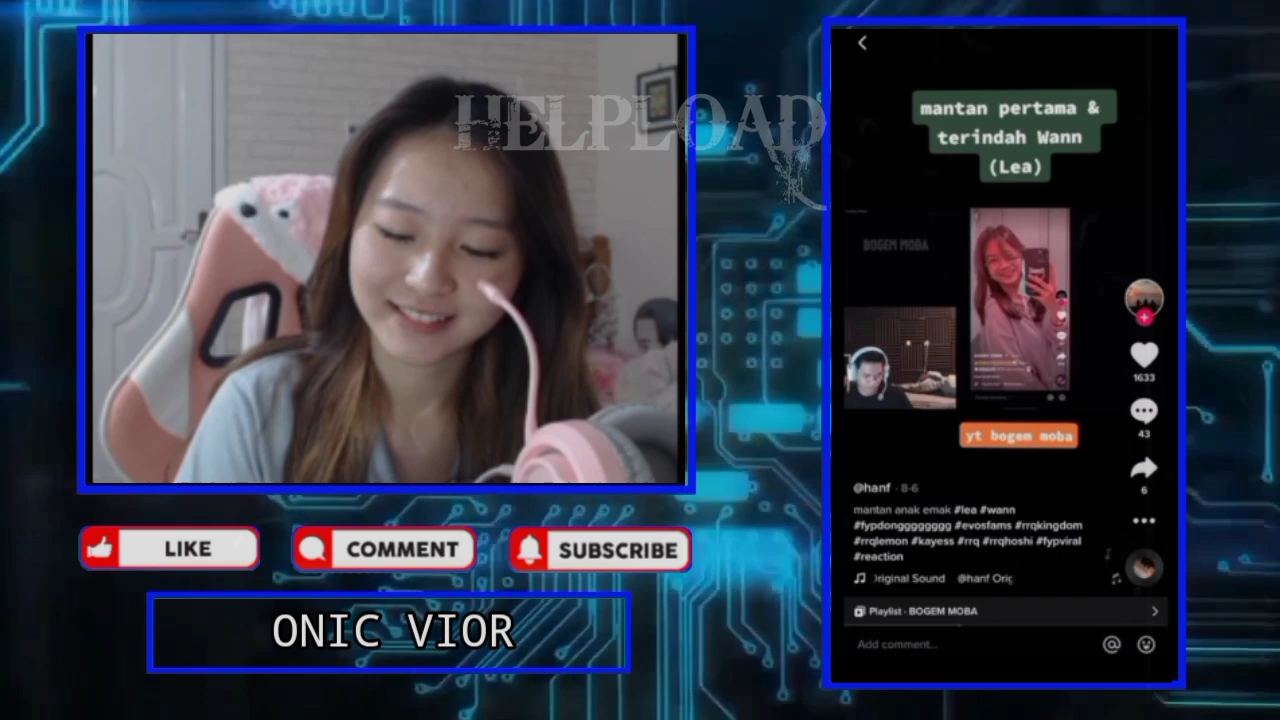 HELPLOAD
LIKE
COMMENT
SUBSCRIBE
ONIC VIOR
mantan pertama &
terindah Wann
(Lea)
BOGEM MOBA
yt bogem moba
1633
43
6
@hanf · 8-6
mantan anak emak #lea #wann
#fypdongggggggg #evosfams #rrqkingdom
#rrqlemon #kayess #rrq #rrqhoshi #fypviral
#reaction
Original Sound @hanf Orig
Playlist · BOGEM MOBA
Add comment...